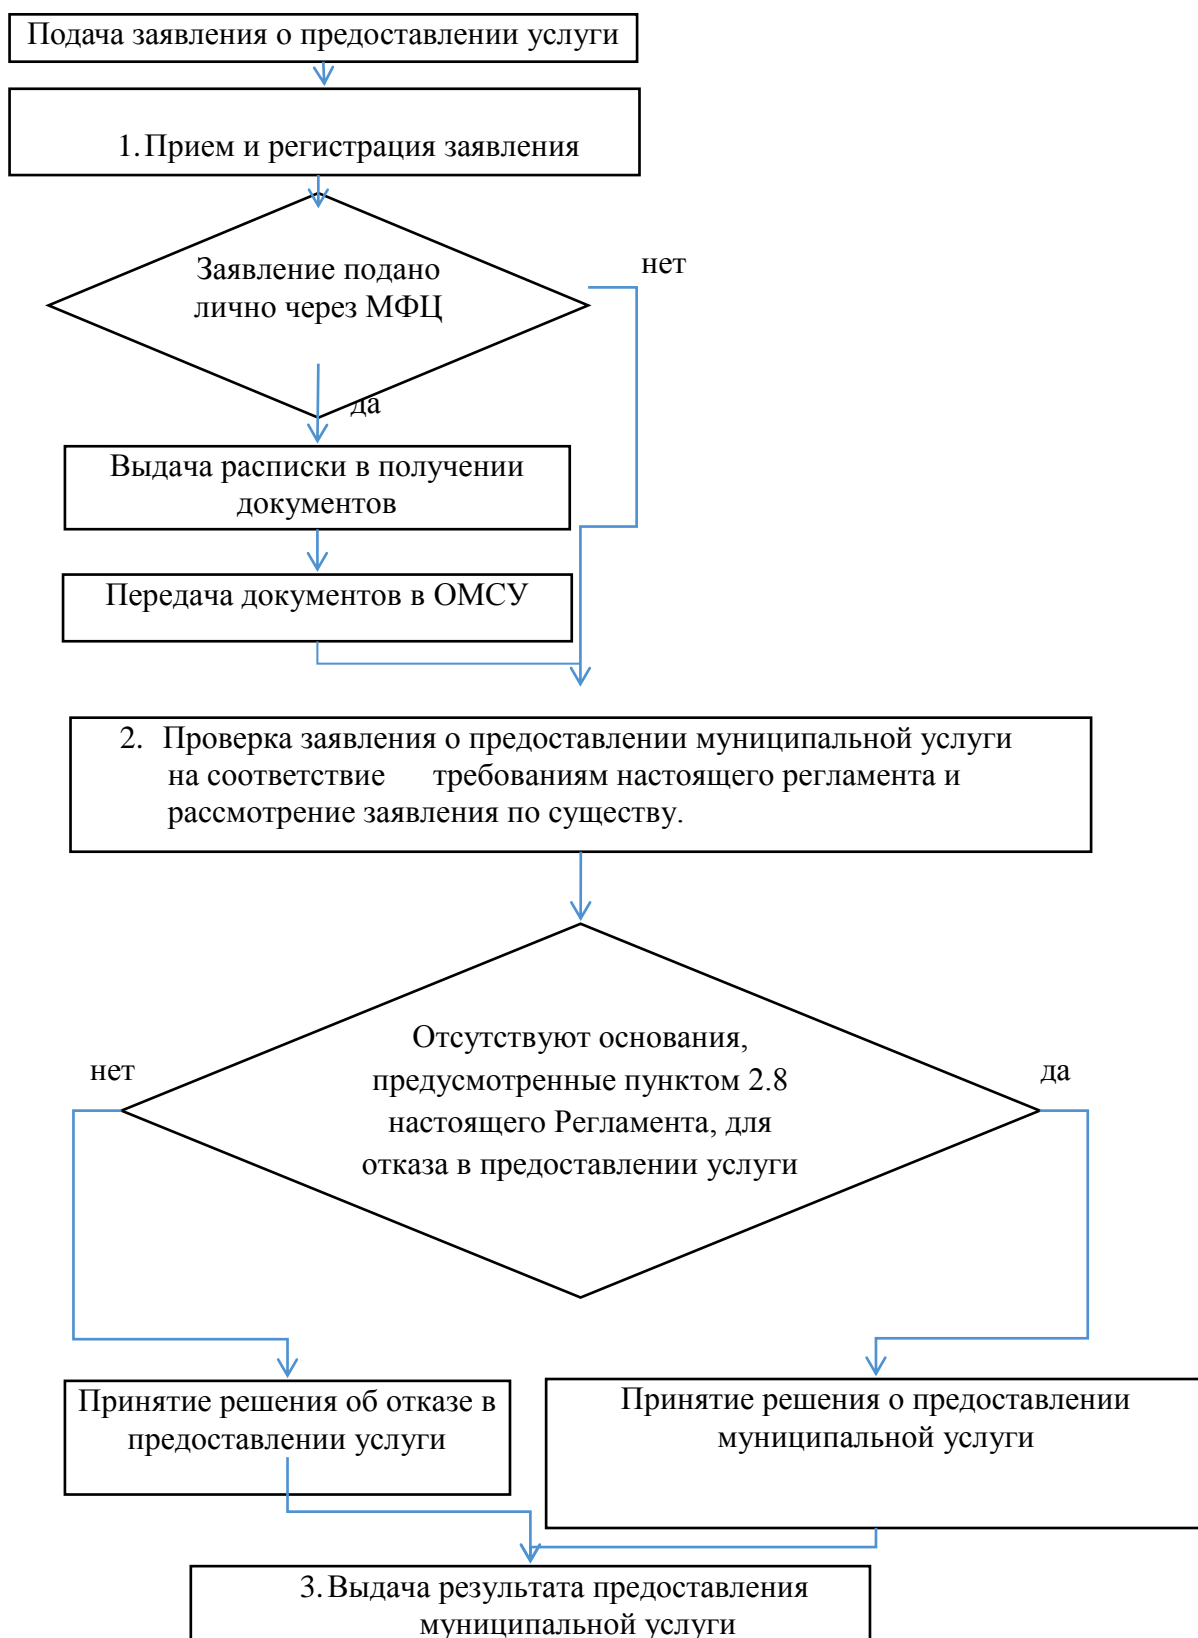 Подача заявления о предоставлении услуги
1. Прием и регистрация заявления
Заявление подано
лично через МФЦ
нет
да
Выдача расписки в получении
документов
Передача документов в ОМСУ
2. Проверка заявления о предоставлении муниципальной услуги
на соответствие требованиям настоящего регламента и
рассмотрение заявления по существу.
Отсутствуют основания,
предусмотренные пунктом 2.8
настоящего Регламента, для
отказа в предоставлении услуги
нет
да
Принятие решения об отказе в
предоставлении услуги
Принятие решения о предоставлении
муниципальной услуги
3. Выдача результата предоставления
муниципальной услуги